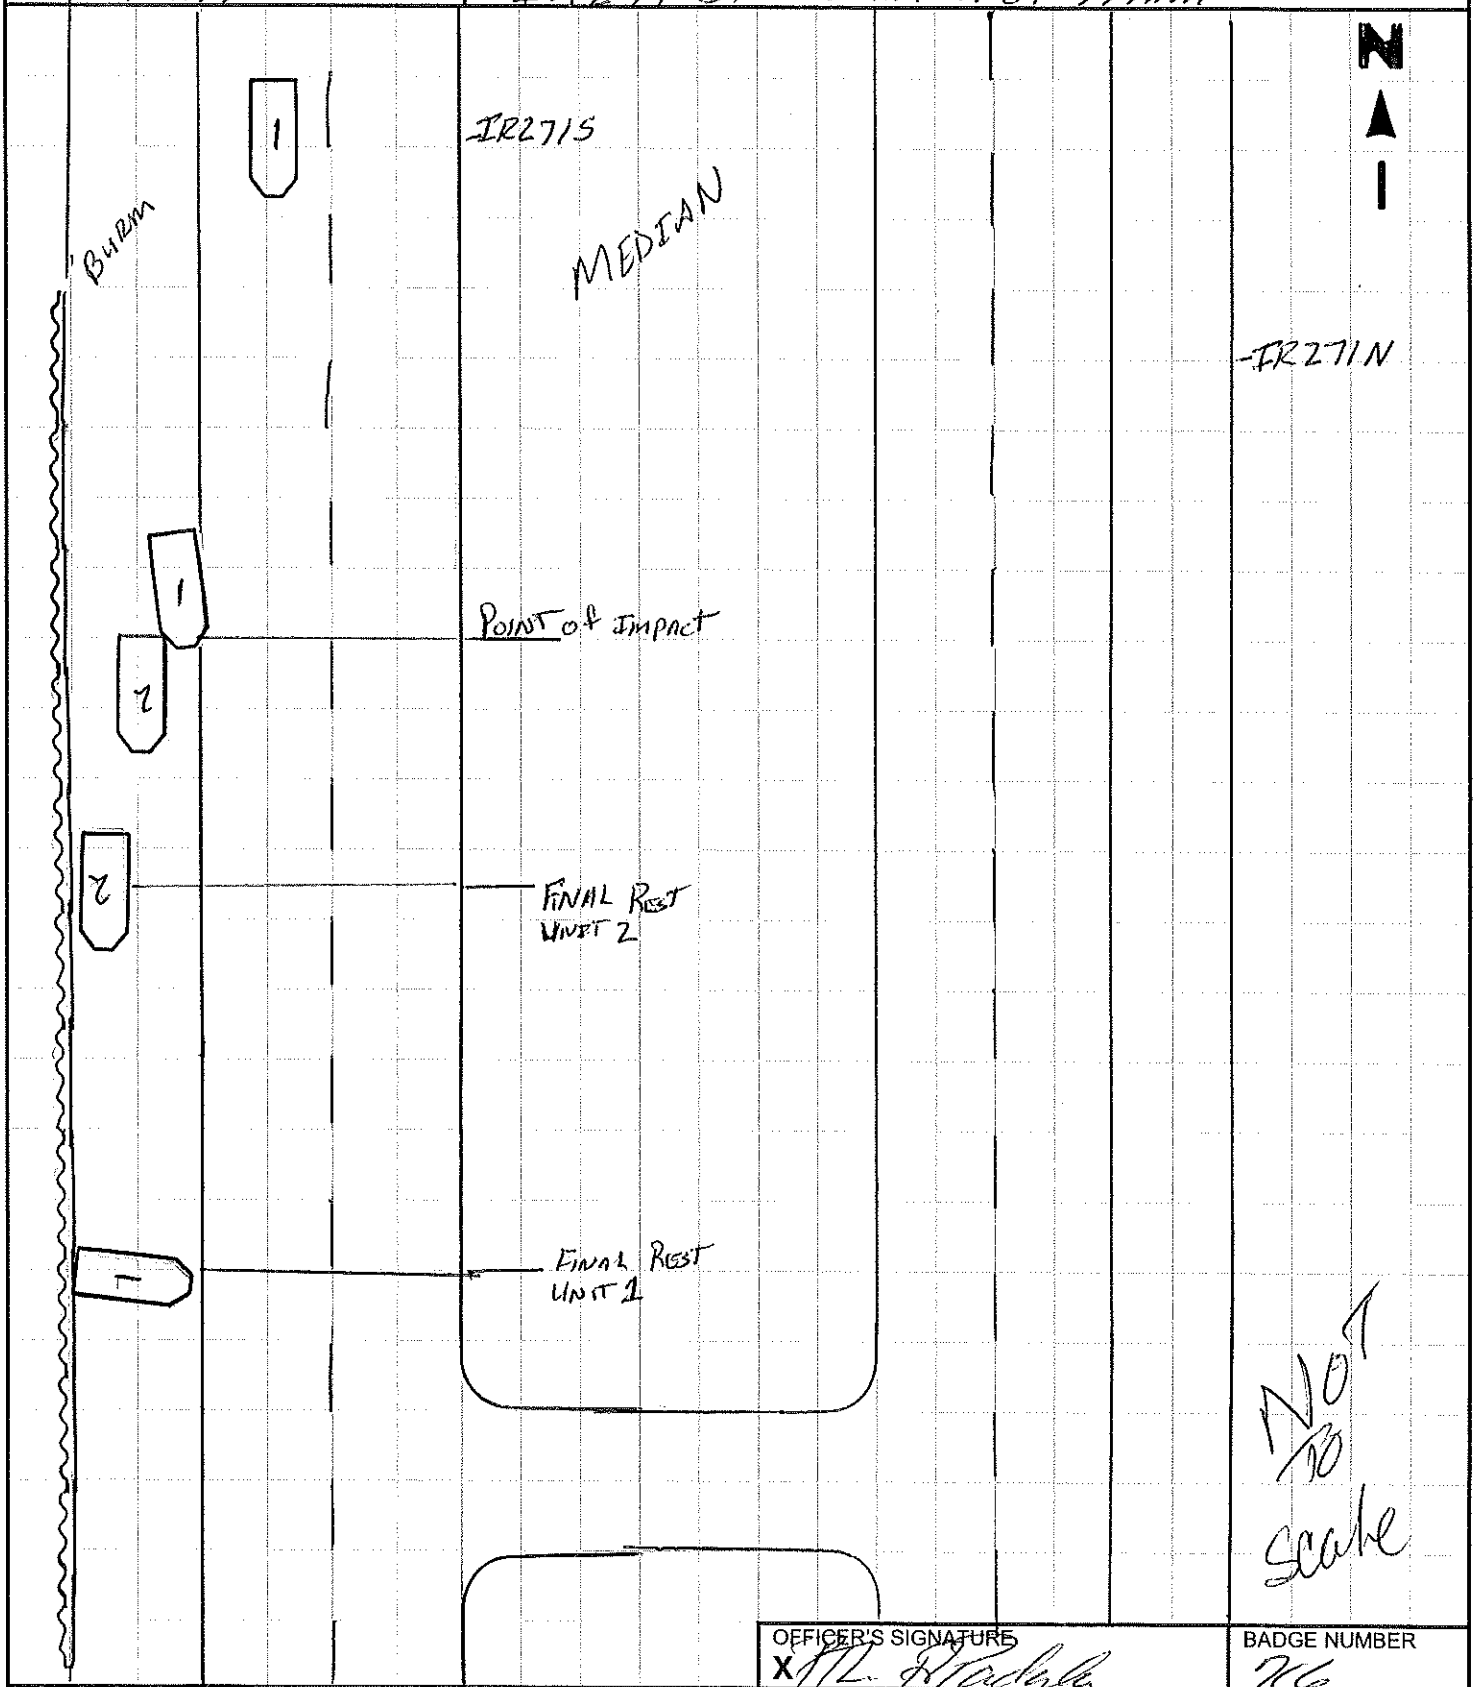 N
1
IR271S
BURM
MEDIAN
IR271N
1
POINT of IMPACT
2
2
FINAL REST
UNIT 2
1
FINAL REST
UNIT 1
NOT
TO
Scale
OFFICER'S SIGNATURE
X
BADGE NUMBER